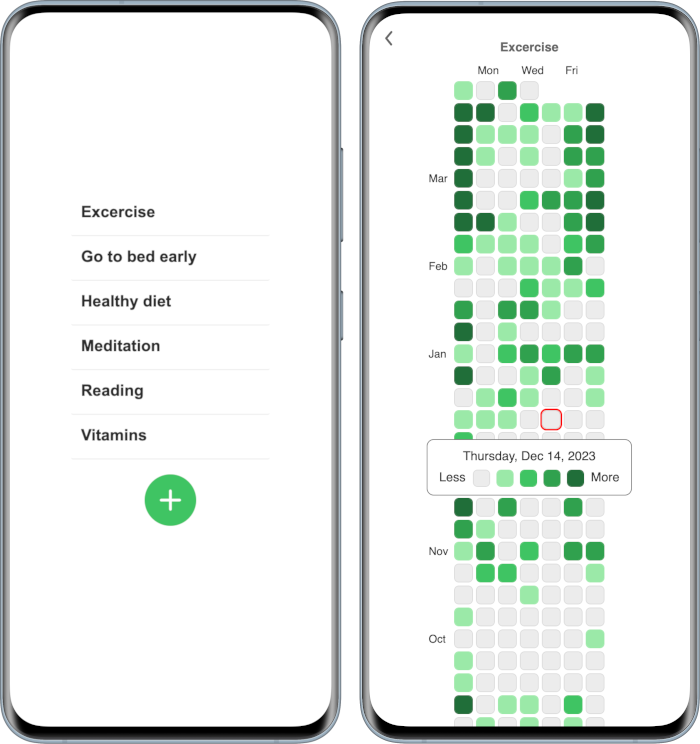 Excercise
Go to bed early
Healthy diet
Meditation
Reading
Vitamins
Excercise
Mon Wed Fri
Mar
Feb
Jan
Thursday, Dec 14, 2023
Less More
Nov
Oct